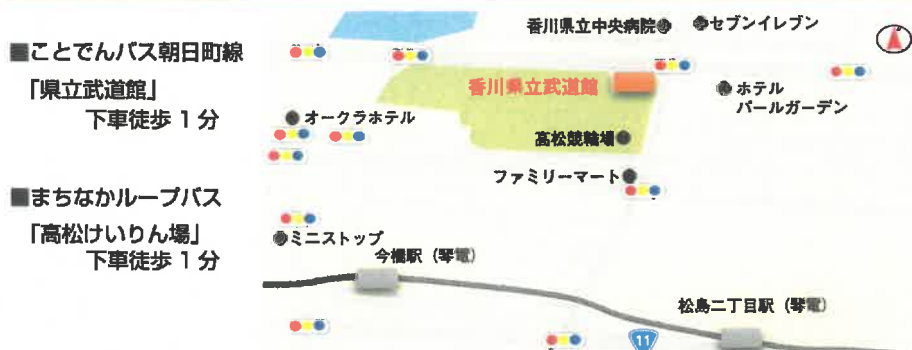 ■ことでんバス朝日町線
「県立武道館」
下車徒歩 1 分
■まちなかループバス
「高松けいりん場」
下車徒歩 1 分
香川県立中央病院
セブンイレブン
香川県立武道館
ホテル
パールガーデン
オークラホテル
高松競輪場
ファミリーマート
ミニストップ
今橋駅（琴電）
松島二丁目駅（琴電）
11